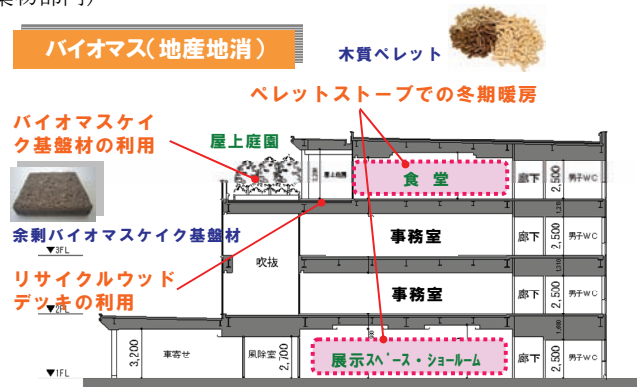 バイオマス(地産地消)
木質ペレット
ペレットストーブでの冬期暖房
バイオマスケイ
ク基盤材の利用
屋上庭園
屋上庭園
食 堂
廊下
2,500
男子WC
余剰バイオマスケイク基盤材
▼3FL
吹抜
事務室
廊下
2,500
男子WC
リサイクルウッド
デッキの利用
▼2FL
事務室
廊下
2,500
男子WC
3,200
車寄せ
風除室
2,700
展示スペース・ショールーム
廊下
2,500
男子WC
▼1FL